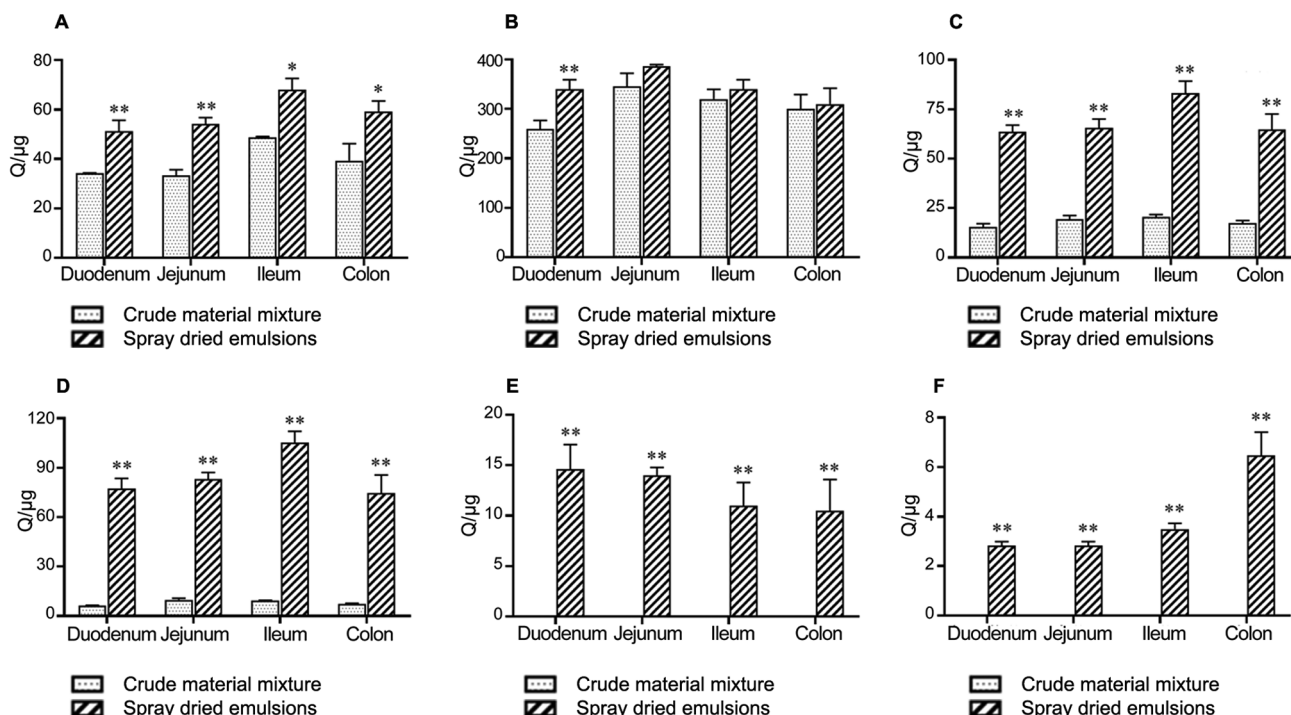 A
Q/µg
80
60
40
20
0
** ** * *
Duodenum Jejunum Ileum Colon
Crude material mixture
Spray dried emulsions
B
Q/µg
400
300
200
100
0
**
Duodenum Jejunum Ileum Colon
Crude material mixture
Spray dried emulsions
C
Q/µg
100
75
50
25
0
** ** ** **
Duodenum Jejunum Ileum Colon
Crude material mixture
Spray dried emulsions
D
Q/µg
120
90
60
30
0
** ** ** **
Duodenum Jejunum Ileum Colon
Crude material mixture
Spray dried emulsions
E
Q/µg
20
15
10
5
0
** ** ** **
Duodenum Jejunum Ileum Colon
Crude material mixture
Spray dried emulsions
F
Q/µg
8
6
4
2
0
** ** ** **
Duodenum Jejunum Ileum Colon
Crude material mixture
Spray dried emulsions